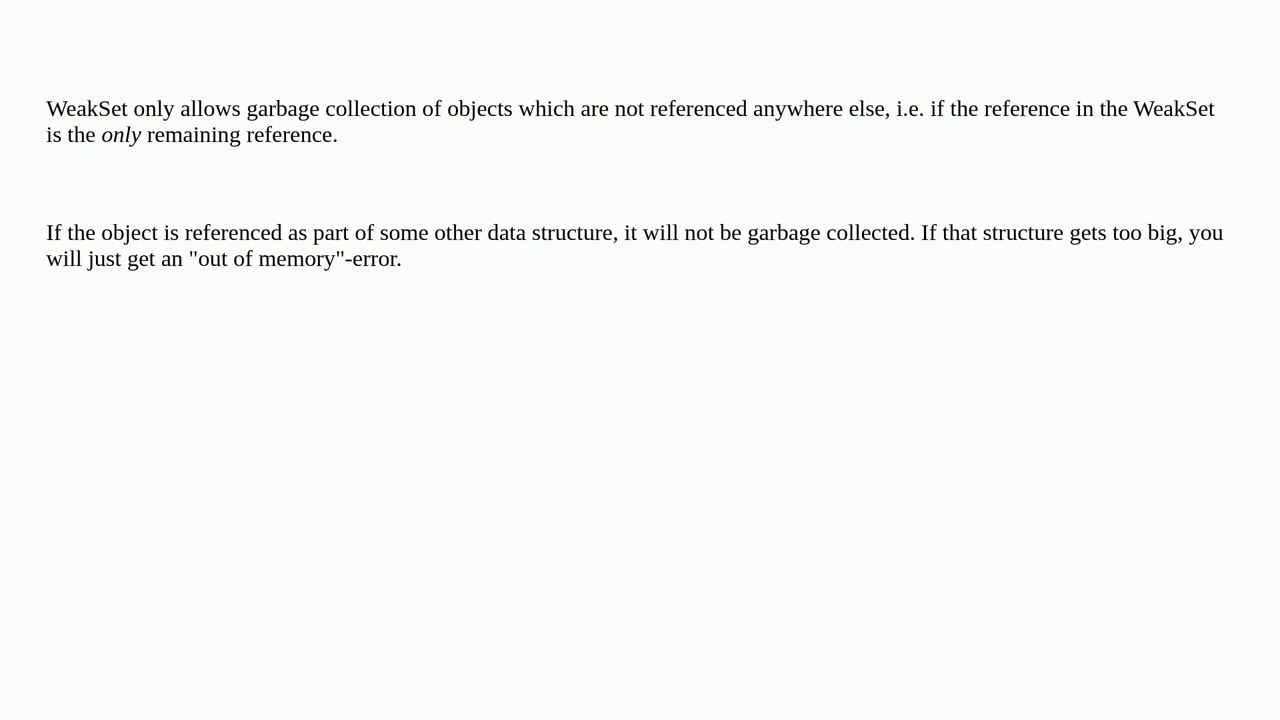 WeakSet only allows garbage collection of objects which are not referenced anywhere else, i.e. if the reference in the WeakSet
is the only remaining reference.
If the object is referenced as part of some other data structure, it will not be garbage collected. If that structure gets too big, you
will just get an "out of memory"-error.